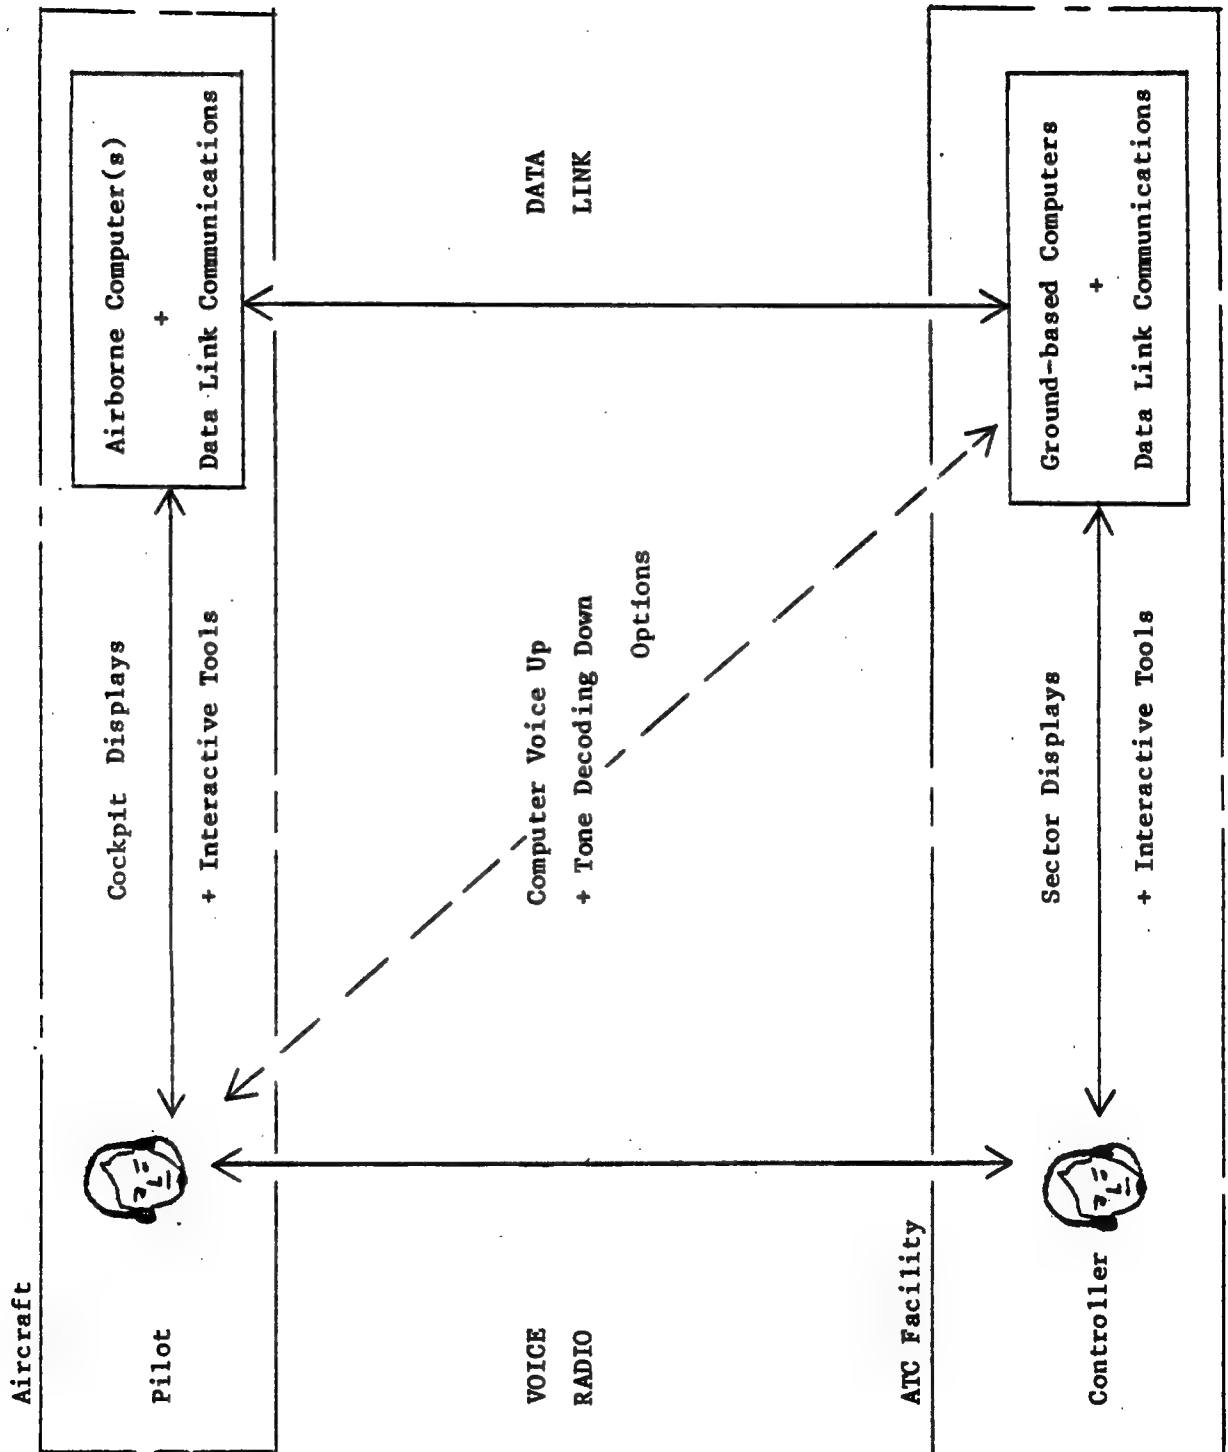 Aircraft
Pilot
Cockpit Displays
+ Interactive Tools
Airborne Computer(s)
+
Data Link Communications
VOICE
RADIO
Computer Voice Up
+ Tone Decoding Down
Options
DATA
LINK
ATC Facility
Controller
Sector Displays
+ Interactive Tools
Ground-based Computers
+
Data Link Communications